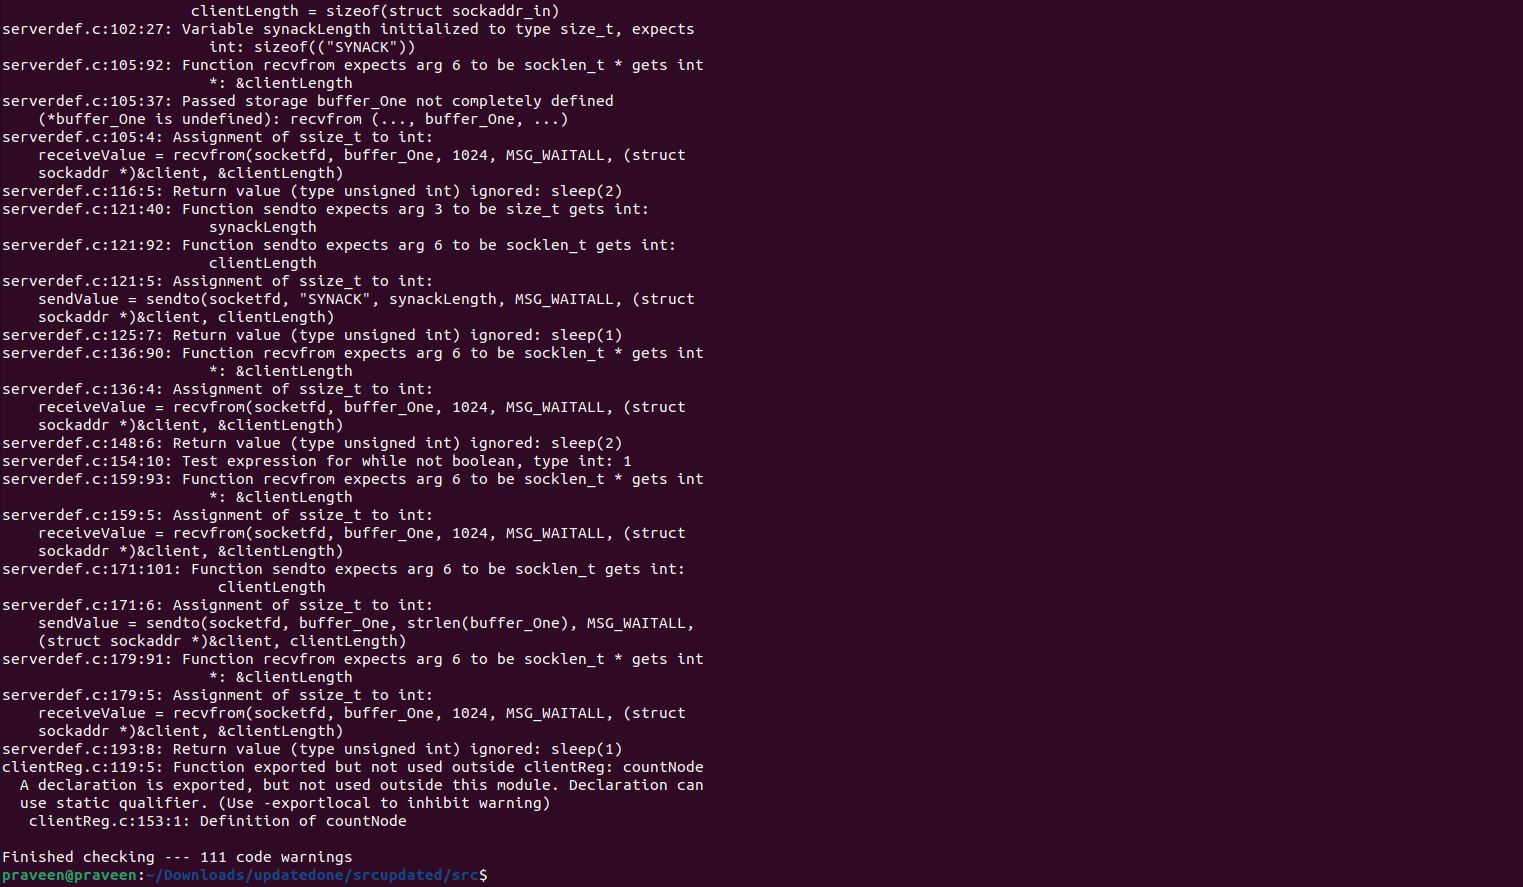 clientLength = sizeof(struct sockaddr_in)
serverdef.c:102:27: Variable synackLength initialized to type size_t, expects
int: sizeof(("SYNACK"))
serverdef.c:105:92: Function recvfrom expects arg 6 to be socklen_t * gets int
*: &clientLength
serverdef.c:105:37: Passed storage buffer_One not completely defined
(*buffer_One is undefined): recvfrom (..., buffer_One, ...)
serverdef.c:105:4: Assignment of ssize_t to int:
receiveValue = recvfrom(socketfd, buffer_One, 1024, MSG_WAITALL, (struct
sockaddr *)&client, &clientLength)
serverdef.c:116:5: Return value (type unsigned int) ignored: sleep(2)
serverdef.c:121:40: Function sendto expects arg 3 to be size_t gets int:
synackLength
serverdef.c:121:92: Function sendto expects arg 6 to be socklen_t gets int:
clientLength
serverdef.c:121:5: Assignment of ssize_t to int:
sendValue = sendto(socketfd, "SYNACK", synackLength, MSG_WAITALL, (struct
sockaddr *)&client, clientLength)
serverdef.c:125:7: Return value (type unsigned int) ignored: sleep(1)
serverdef.c:136:90: Function recvfrom expects arg 6 to be socklen_t * gets int
*: &clientLength
serverdef.c:136:4: Assignment of ssize_t to int:
receiveValue = recvfrom(socketfd, buffer_One, 1024, MSG_WAITALL, (struct
sockaddr *)&client, &clientLength)
serverdef.c:148:6: Return value (type unsigned int) ignored: sleep(2)
serverdef.c:154:10: Test expression for while not boolean, type int: 1
serverdef.c:159:93: Function recvfrom expects arg 6 to be socklen_t * gets int
*: &clientLength
serverdef.c:159:5: Assignment of ssize_t to int:
receiveValue = recvfrom(socketfd, buffer_One, 1024, MSG_WAITALL, (struct
sockaddr *)&client, &clientLength)
serverdef.c:171:101: Function sendto expects arg 6 to be socklen_t gets int:
clientLength
serverdef.c:171:6: Assignment of ssize_t to int:
sendValue = sendto(socketfd, buffer_One, strlen(buffer_One), MSG_WAITALL,
(struct sockaddr *)&client, clientLength)
serverdef.c:179:91: Function recvfrom expects arg 6 to be socklen_t * gets int
*: &clientLength
serverdef.c:179:5: Assignment of ssize_t to int:
receiveValue = recvfrom(socketfd, buffer_One, 1024, MSG_WAITALL, (struct
sockaddr *)&client, &clientLength)
serverdef.c:193:8: Return value (type unsigned int) ignored: sleep(1)
clientReg.c:119:5: Function exported but not used outside clientReg: countNode
A declaration is exported, but not used outside this module. Declaration can
use static qualifier. (Use -exportlocal to inhibit warning)
clientReg.c:153:1: Definition of countNode
Finished checking --- 111 code warnings
praveen@praveen:~/Downloads/updatedone/srcupdated/src$